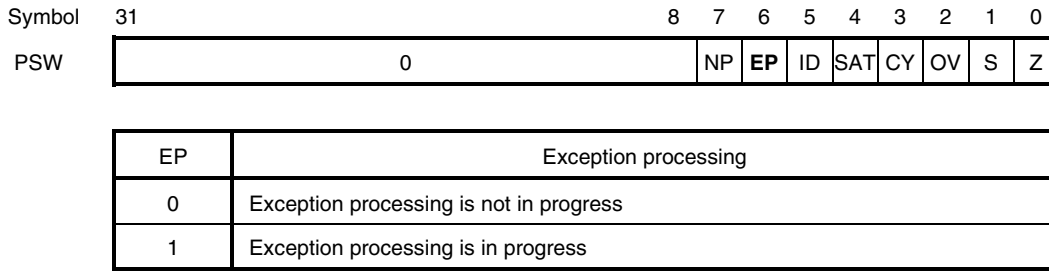 Symbol 31 8 7 6 5 4 3 2 1 0
PSW 0 NP EP ID SAT CY OV S Z
EP Exception processing
0 Exception processing is not in progress
1 Exception processing is in progress